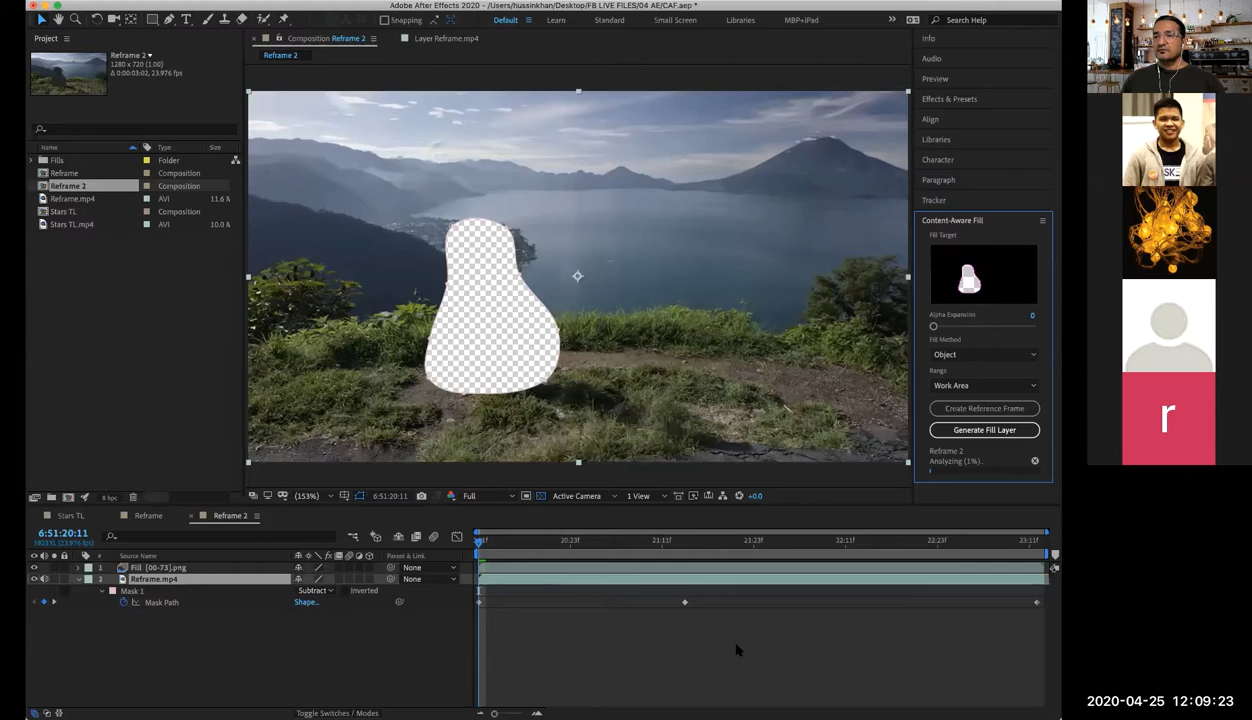 Adobe After Effects 2020 - /Users/hussinkhan/Desktop/FB LIVE FILES/04 AE/CAF.aep *
Snapping
Default
Learn
Standard
Small Screen
Libraries
MBP+iPad
Search Help
Project
Composition Reframe 2
Layer Reframe.mp4
Info
Reframe 2
Reframe 2
1280 x 720 (1.00)
Δ 0:00:03:02, 23.976 fps
Audio
Preview
Effects & Presets
Align
Libraries
Character
Paragraph
Tracker
Name
Type
Size
Fills
Folder
Reframe
Composition
Reframe 2
Composition
Reframe.mp4
AVI
11.6 M
Stars TL
Composition
Stars TL.mp4
AVI
10.0 M
Content-Aware Fill
Fill Target
Alpha Expansion
0
Fill Method
Object
Range
Work Area
Create Reference Frame
Generate Fill Layer
Reframe 2
Analyzing (1%)..
r
8 bpc
(153%)
6:51:20:11
Full
Active Camera
1 View
+0.0
Stars TL
Reframe
Reframe 2
6:51:20:11
(23.976 fps)
20:23f
21:11f
21:23f
22:11f
22:23f
23:11f
#
Source Name
Parent & Link
1
Fill [00-73].png
None
2
Reframe.mp4
None
Mask 1
Subtract
Inverted
Mask Path
Shape...
Toggle Switches / Modes
2020-04-25 12:09:23